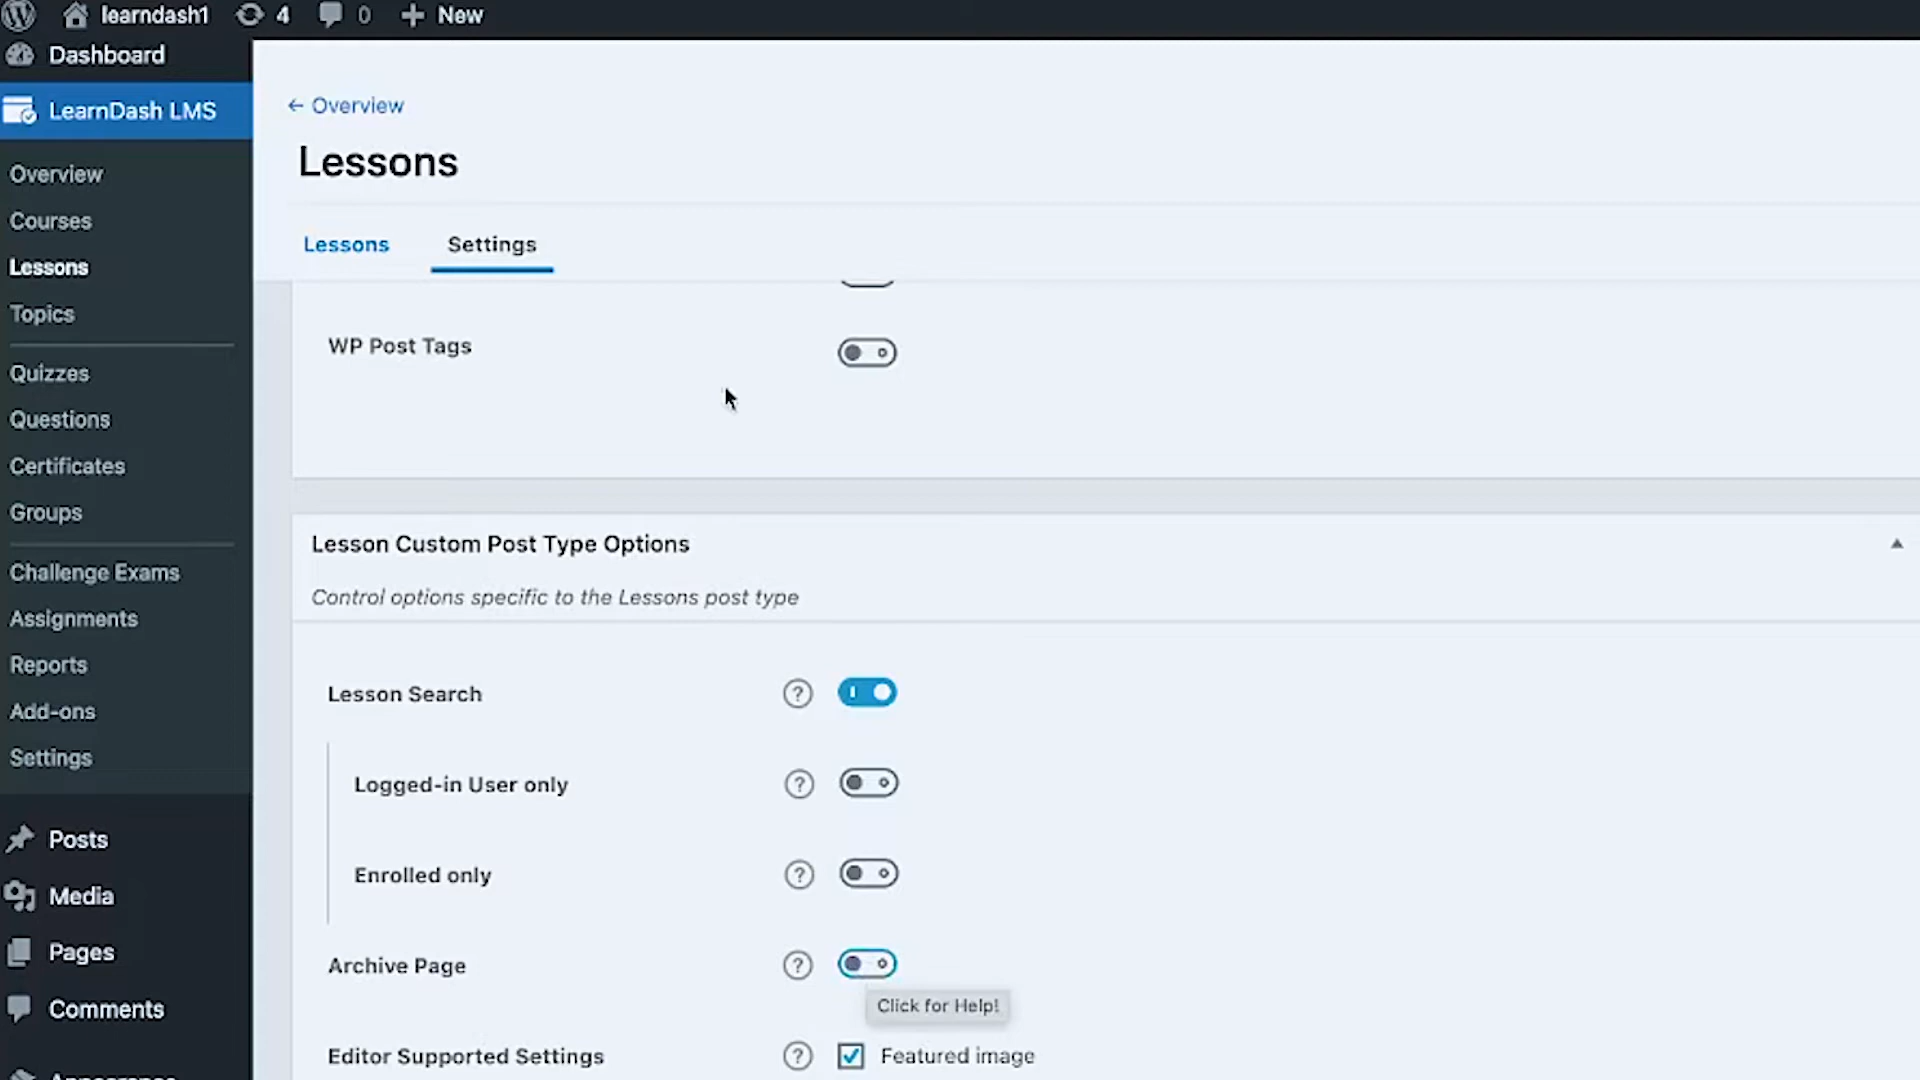 learndash1 4 0 New
Dashboard
LearnDash LMS
Overview
Courses
Lessons
Topics
Quizzes
Questions
Certificates
Groups
Challenge Exams
Assignments
Reports
Add-ons
Settings
Posts
Media
Pages
Comments
Appearance
← Overview
Lessons
Lessons Settings
WP Post Tags
Lesson Custom Post Type Options
Control options specific to the Lessons post type
Lesson Search
Logged-in User only
Enrolled only
Archive Page
Click for Help!
Editor Supported Settings Featured image